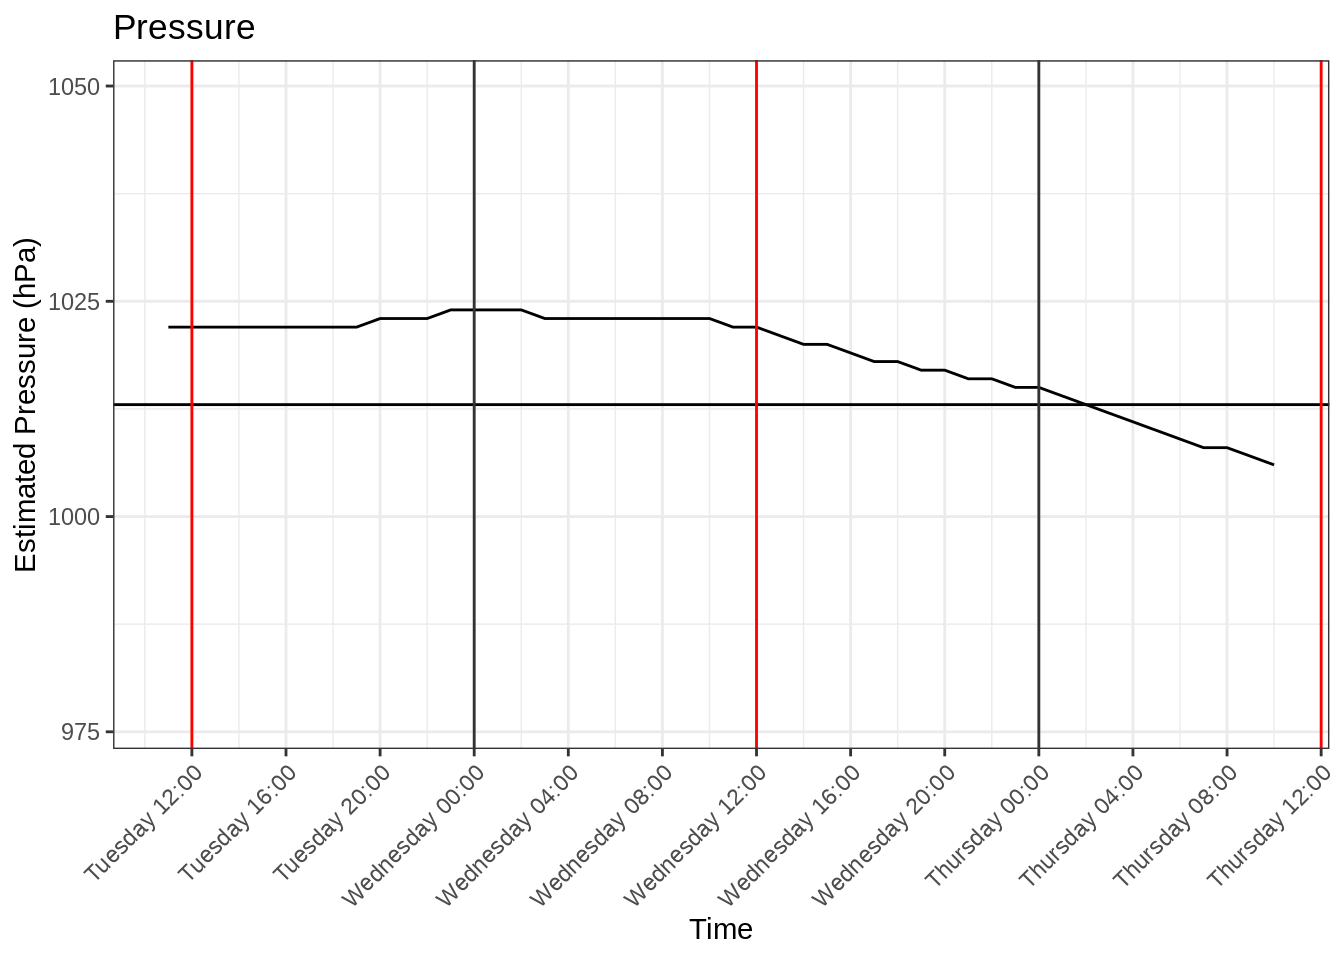 Pressure
Estimated Pressure (hPa)
1050
1025
1000
975
Tuesday 12:00
Tuesday 16:00
Tuesday 20:00
Wednesday 00:00
Wednesday 04:00
Wednesday 08:00
Wednesday 12:00
Wednesday 16:00
Wednesday 20:00
Thursday 00:00
Thursday 04:00
Thursday 08:00
Thursday 12:00
Time